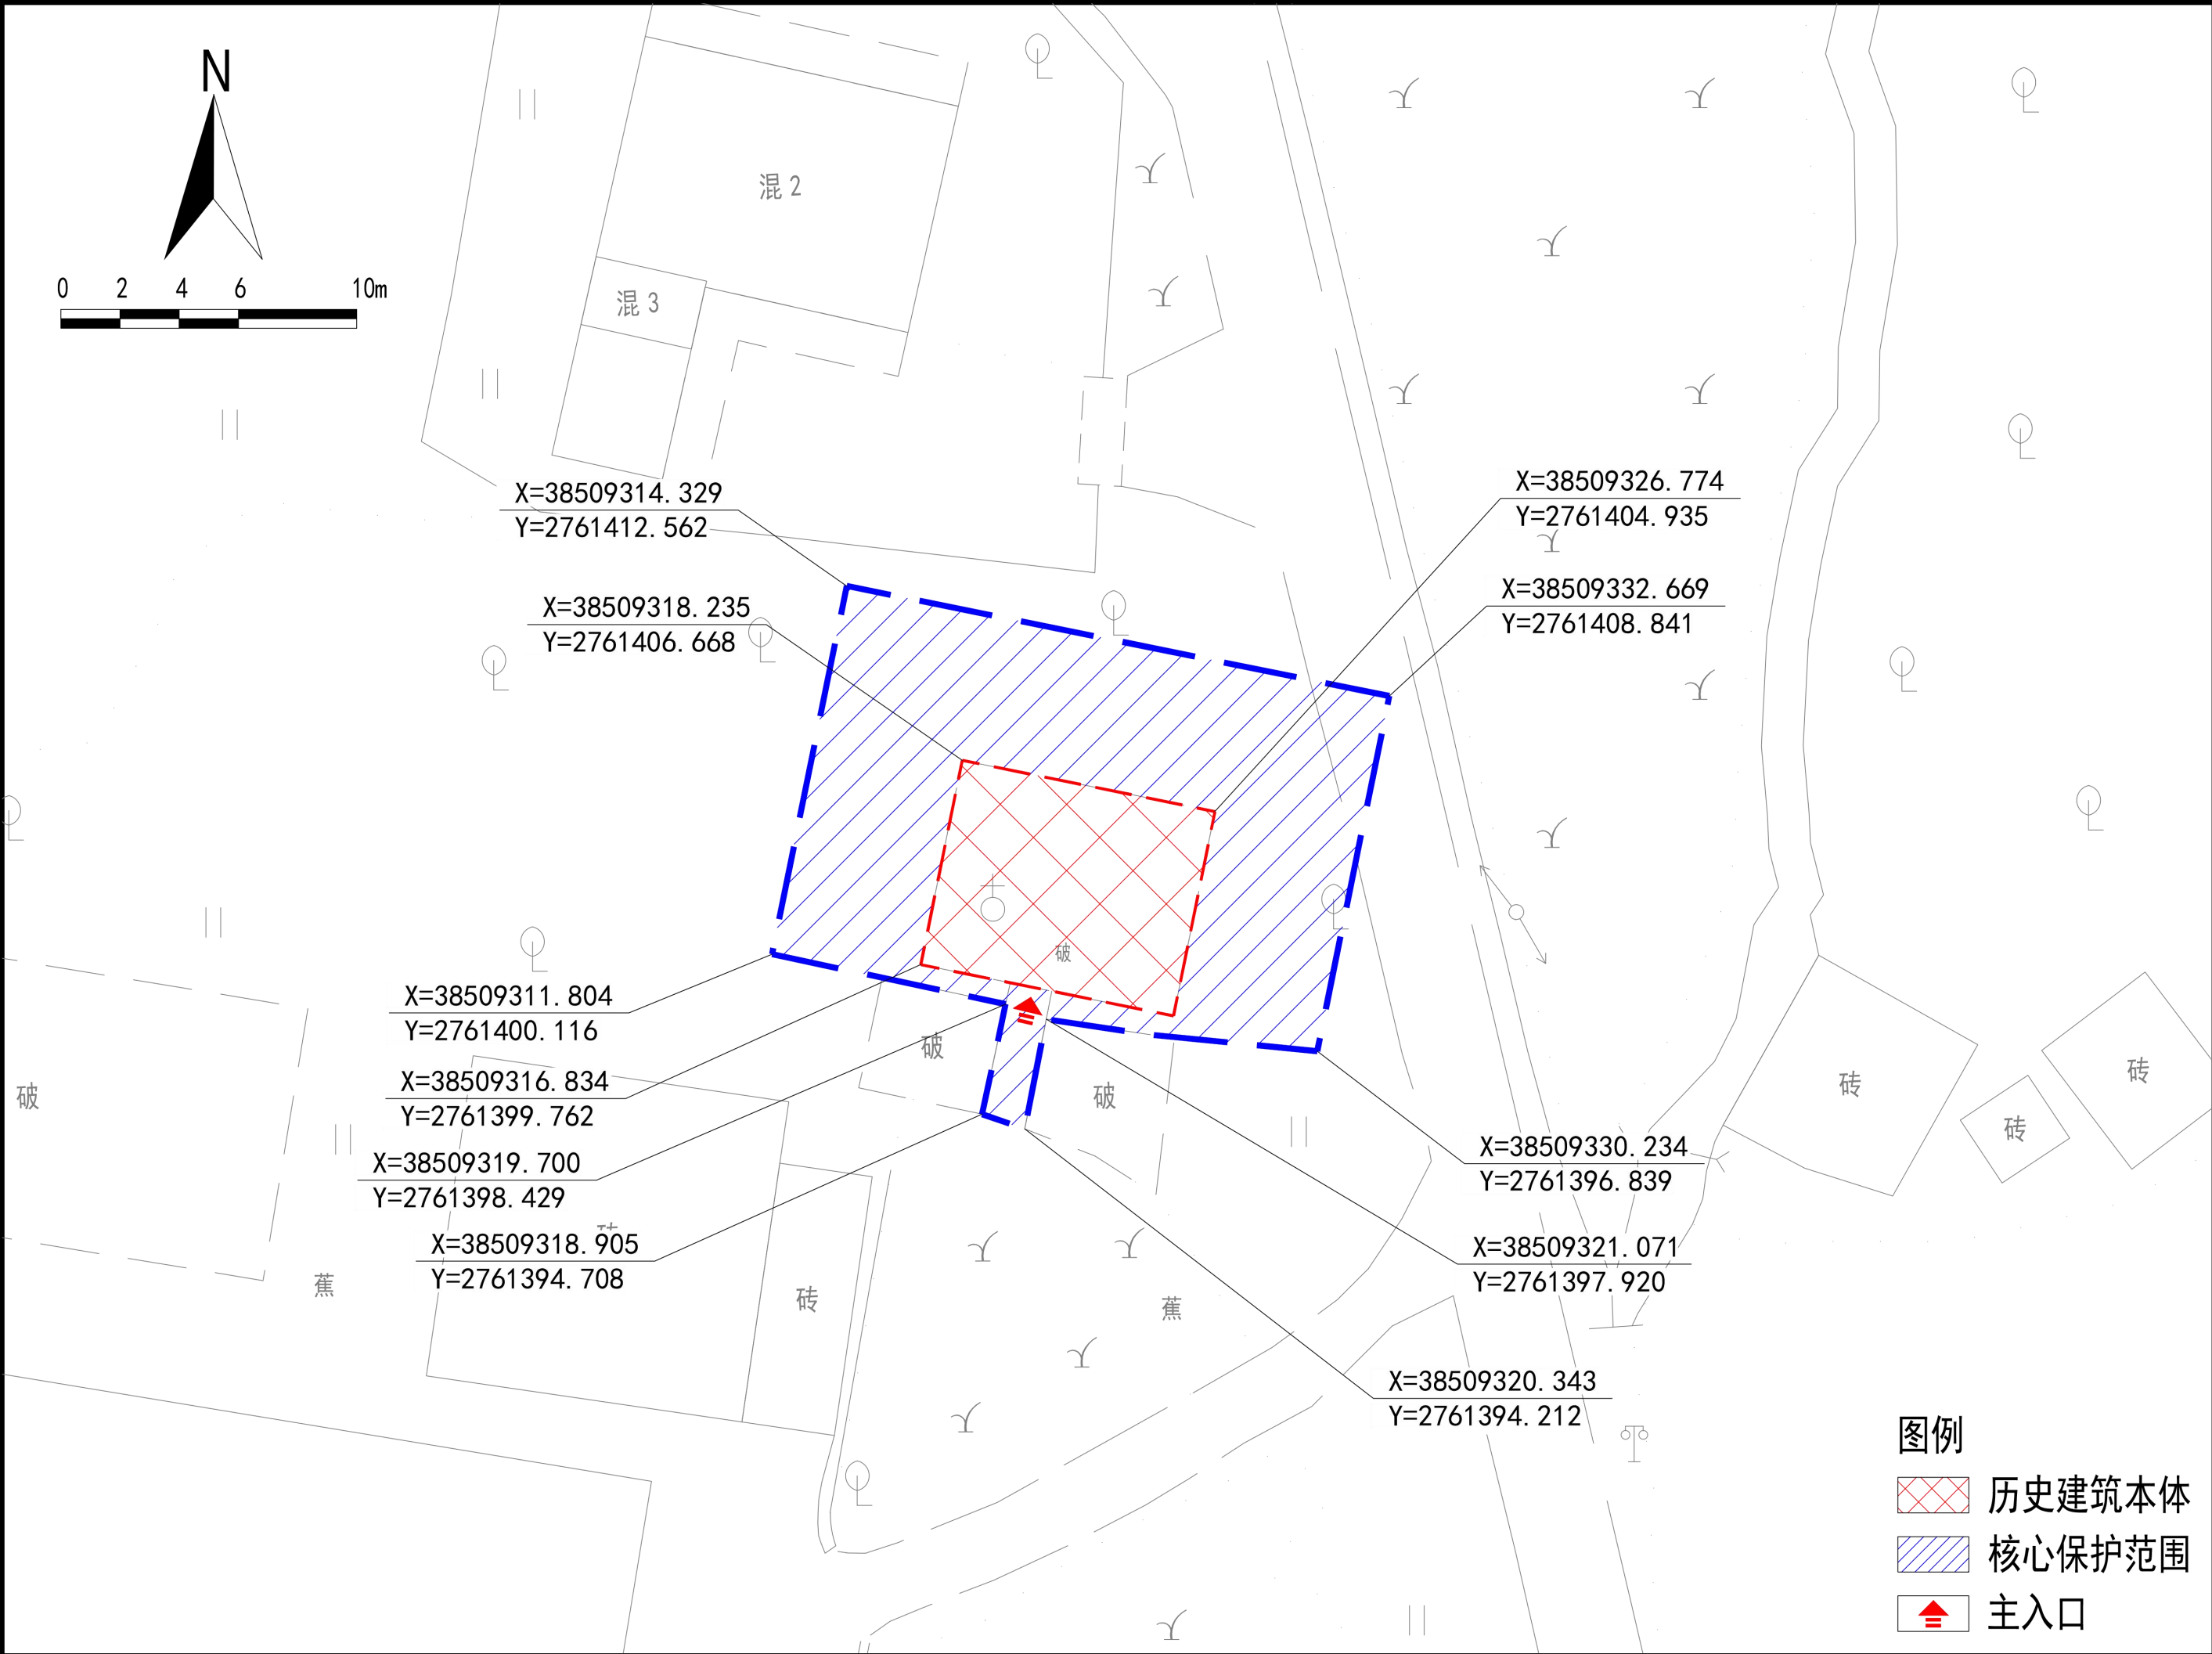 N
0 2 4 6 10m
混 2
混 3
X=38509314.329
Y=2761412.562
X=38509326.774
Y=2761404.935
X=38509318.235
Y=2761406.668
X=38509332.669
Y=2761408.841
破
X=38509311.804
Y=2761400.116
破
X=38509316.834
Y=2761399.762
破
破
砖
砖
砖
X=38509319.700
Y=2761398.429
X=38509330.234
Y=2761396.839
X=38509318.905
Y=2761394.708
X=38509321.071
Y=2761397.920
蕉
砖
蕉
X=38509320.343
Y=2761394.212
图例
历史建筑本体
核心保护范围
主入口